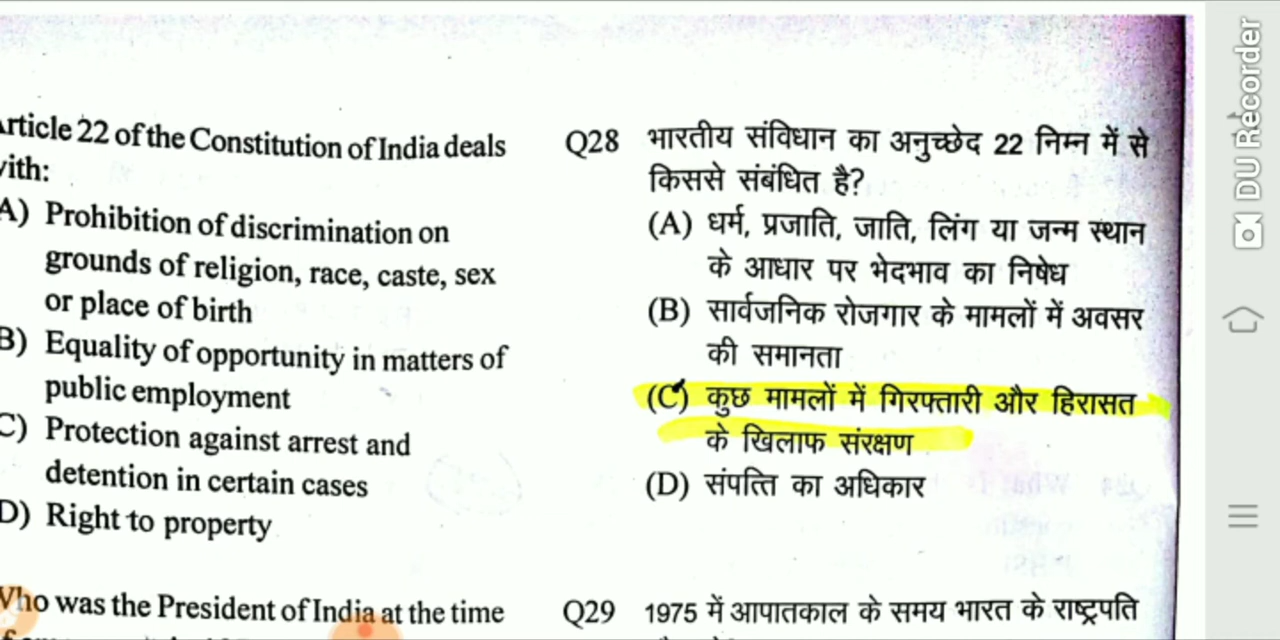 Article 22 of the Constitution of India deals
with:
A) Prohibition of discrimination on
grounds of religion, race, caste, sex
or place of birth
B) Equality of opportunity in matters of
public employment
C) Protection against arrest and
detention in certain cases
D) Right to property
Who was the President of India at the time
Q28 भारतीय संविधान का अनुच्छेद 22 निम्न में से
किससे संबंधित है?
(A) धर्म, प्रजाति, जाति, लिंग या जन्म स्थान
के आधार पर भेदभाव का निषेध
(B) सार्वजनिक रोजगार के मामलों में अवसर
की समानता
(C) कुछ मामलों में गिरफ्तारी और हिरासत
के खिलाफ संरक्षण
(D) संपत्ति का अधिकार
Q29 1975 में आपातकाल के समय भारत के राष्ट्रपति
DU Recorder